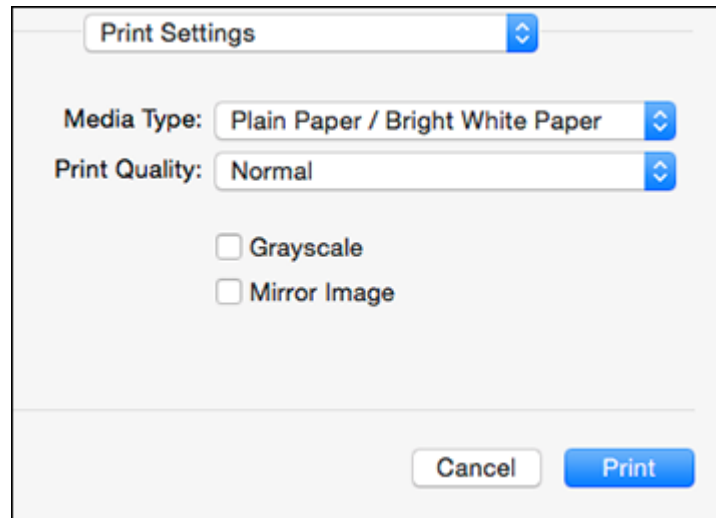 Print Settings
Media Type: Plain Paper / Bright White Paper
Print Quality: Normal
Grayscale
Mirror Image
Cancel Print